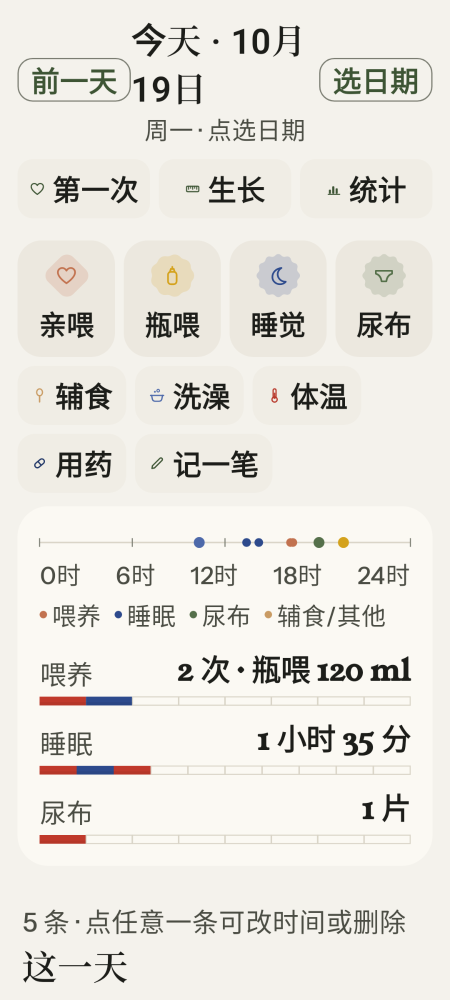 今天 · 10月
19日
前一天
选日期
周一 · 点选日期
第一次
生长
统计
亲喂
瓶喂
睡觉
尿布
辅食
洗澡
体温
用药
记一笔
0时 6时 12时 18时 24时
喂养 睡眠 尿布 辅食/其他
喂养 2 次 · 瓶喂 120 ml
睡眠 1 小时 35 分
尿布 1 片
5 条 · 点任意一条可改时间或删除
这一天